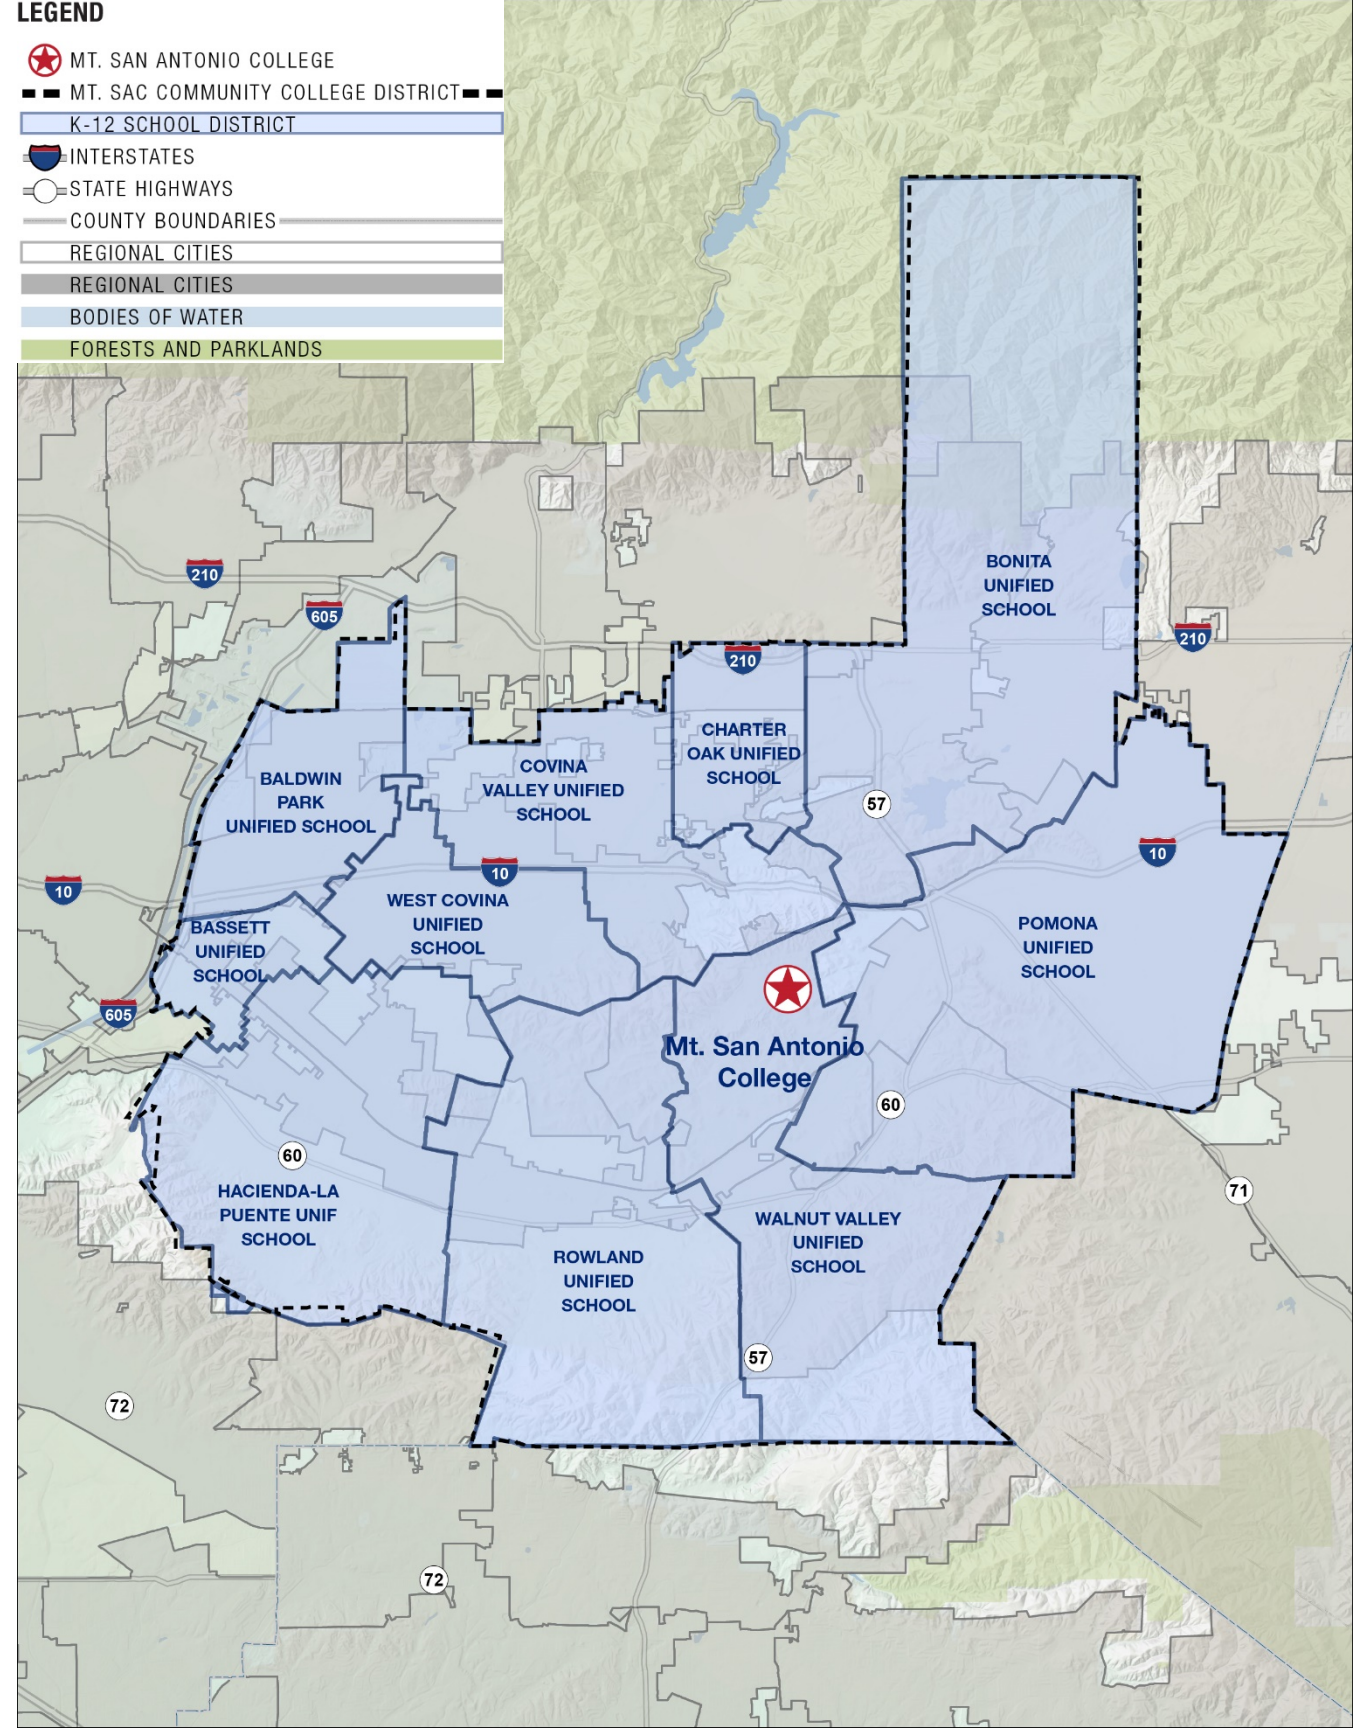 LEGEND
MT. SAN ANTONIO COLLEGE
MT. SAC COMMUNITY COLLEGE DISTRICT
K-12 SCHOOL DISTRICT
INTERSTATES
STATE HIGHWAYS
COUNTY BOUNDARIES
REGIONAL CITIES
REGIONAL CITIES
BODIES OF WATER
FORESTS AND PARKLANDS
BONITA
UNIFIED
SCHOOL
210
605
210
210
CHARTER
OAK UNIFIED
SCHOOL
COVINA
VALLEY UNIFIED
SCHOOL
BALDWIN
PARK
UNIFIED SCHOOL
57
10
10
10
WEST COVINA
UNIFIED
SCHOOL
BASSETT
UNIFIED
SCHOOL
POMONA
UNIFIED
SCHOOL
605
Mt. San Antonio
College
60
60
HACIENDA-LA
PUENTE UNIF
SCHOOL
71
WALNUT VALLEY
UNIFIED
SCHOOL
ROWLAND
UNIFIED
SCHOOL
57
72
72